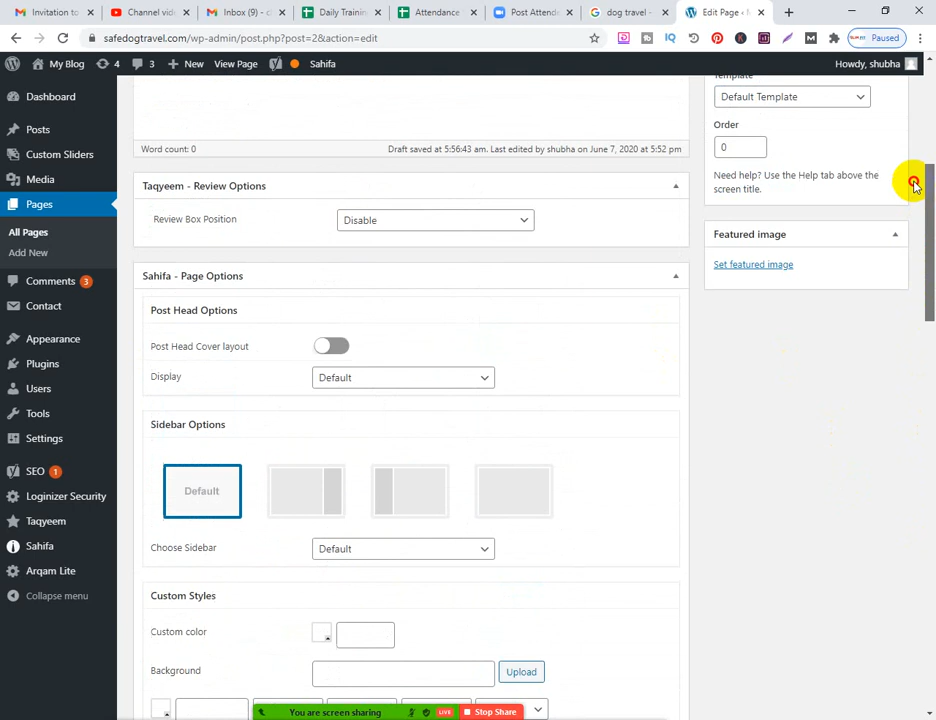 Invitation to
Channel vide
Inbox (9) - cl
Daily Training
Attendance
Post Attende
dog travel -
Edit Page ‹ M
safedogtravel.com/wp-admin/post.php?post=2&action=edit
Paused
My Blog
4
3
New
View Page
Sahifa
Howdy, shubha
Dashboard
Posts
Custom Sliders
Media
Pages
All Pages
Add New
Comments 3
Contact
Appearance
Plugins
Users
Tools
Settings
SEO 1
Loginizer Security
Taqyeem
Sahifa
Arqam Lite
Collapse menu
Word count: 0
Draft saved at 5:56:43 am. Last edited by shubha on June 7, 2020 at 5:52 pm
Taqyeem - Review Options
Review Box Position
Disable
Sahifa - Page Options
Post Head Options
Post Head Cover layout
Display
Default
Sidebar Options
Default
Choose Sidebar
Default
Custom Styles
Custom color
Background
Upload
Template
Default Template
Order
0
Need help? Use the Help tab above the
screen title.
Featured image
Set featured image
You are screen sharing
LIVE
Stop Share